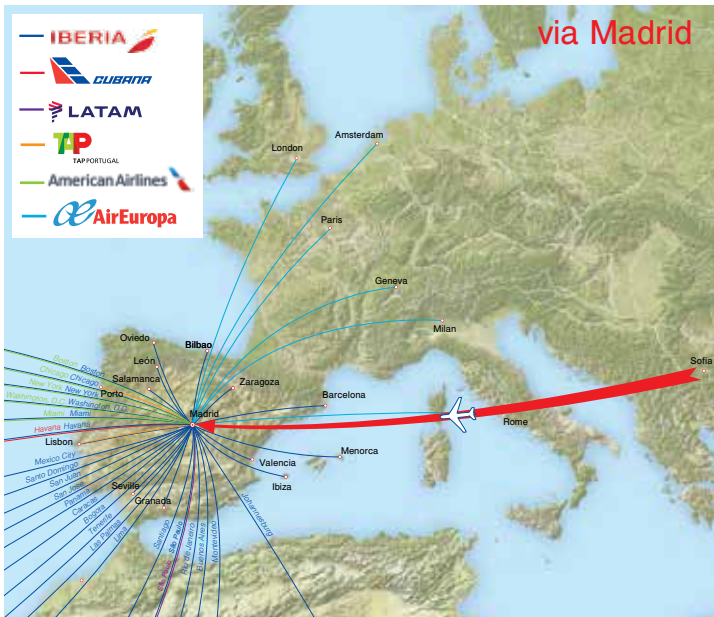 via Madrid
IBERIA
CUBANA
LATAM
TAP
TAP PORTUGAL
American Airlines
AirEuropa
London
Amsterdam
Paris
Geneva
Milan
Sofia
Rome
Oviedo
Bilbao
León
Salamanca
Zaragoza
Barcelona
Porto
Madrid
Lisbon
Menorca
Valencia
Ibiza
Seville
Granada
Boston Boston
Chicago Chicago
New York New York
Washington, D.C. Washington, D.C.
Miami Miami
Havana Havana
Mexico City
Santo Domingo
San Juan
San Jose
Panama
Caracas
Bogota
Tenerife
Las Palmas
Lima
Santiago
São Paulo São Paulo
Rio de Janeiro
Buenos Aires
Montevideo
Johannesburg